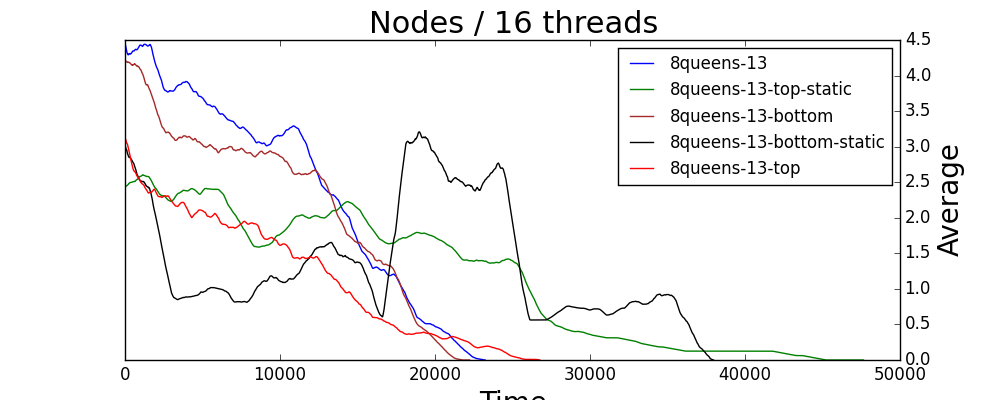 Nodes / 16 threads
8queens-13
8queens-13-top-static
8queens-13-bottom
8queens-13-bottom-static
8queens-13-top
4.5
4.0
3.5
3.0
2.5
2.0
1.5
1.0
0.5
0.0
Average
0 10000 20000 30000 40000 50000
Time